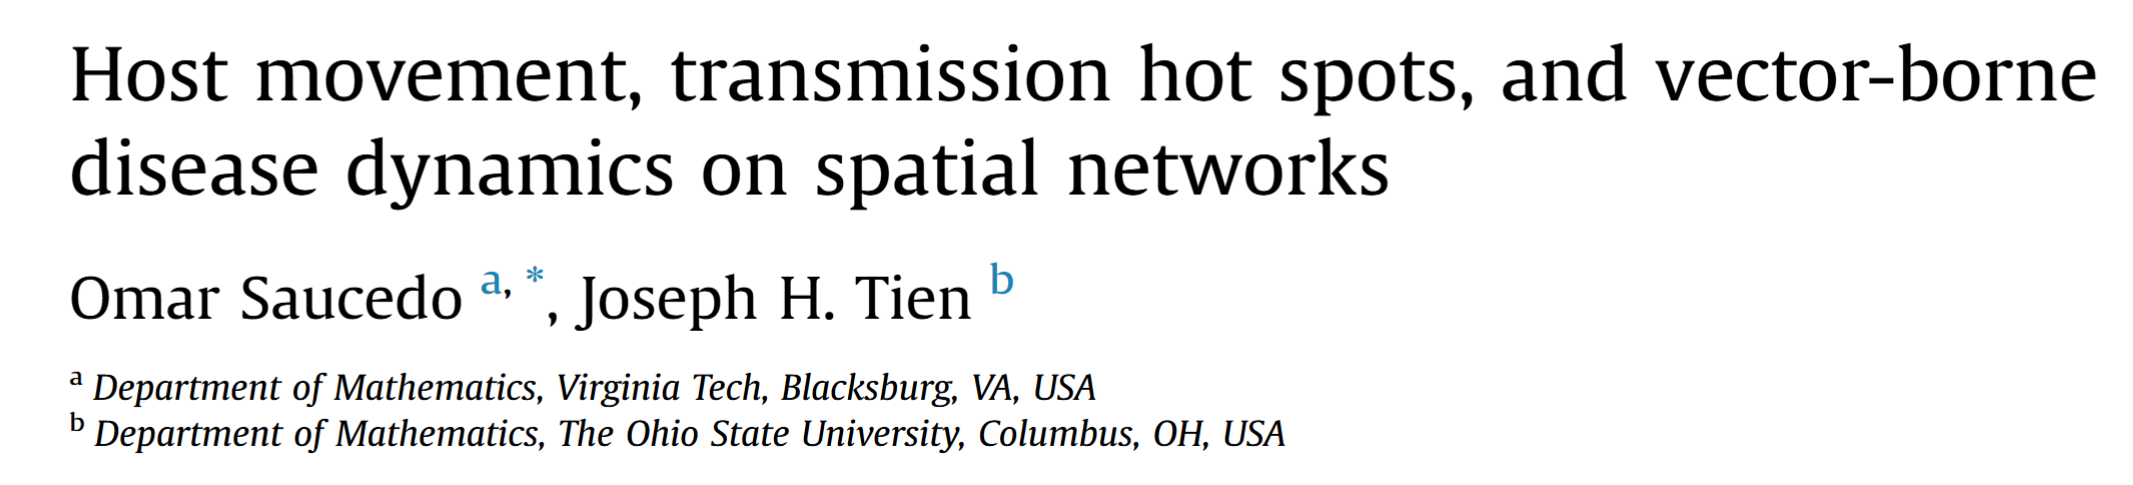 Host movement, transmission hot spots, and vector-borne
disease dynamics on spatial networks
Omar Saucedo a, *, Joseph H. Tien b
a Department of Mathematics, Virginia Tech, Blacksburg, VA, USA
b Department of Mathematics, The Ohio State University, Columbus, OH, USA